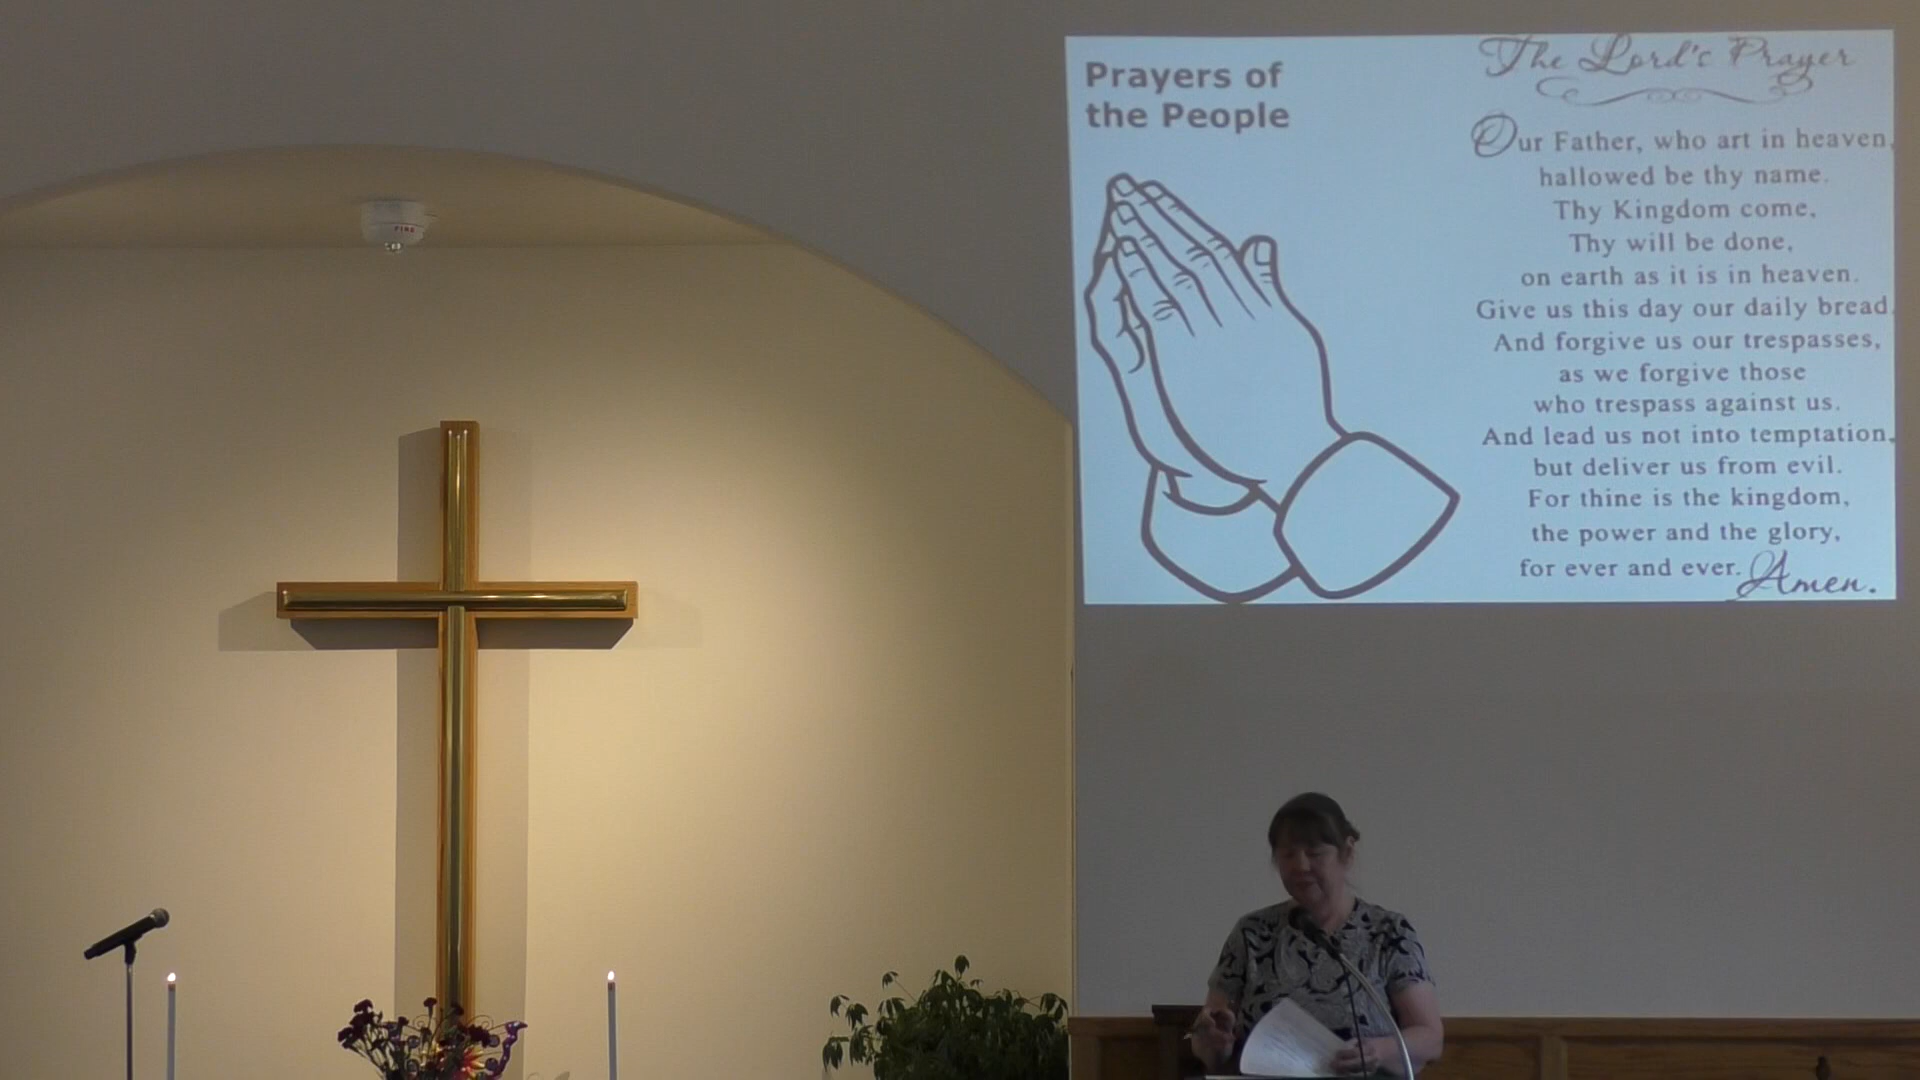 FIRE
Prayers of
the People
The Lord's Prayer
Our Father, who art in heaven,
hallowed be thy name.
Thy Kingdom come,
Thy will be done,
on earth as it is in heaven.
Give us this day our daily bread.
And forgive us our trespasses,
as we forgive those
who trespass against us.
And lead us not into temptation,
but deliver us from evil.
For thine is the kingdom,
the power and the glory,
for ever and ever. Amen.